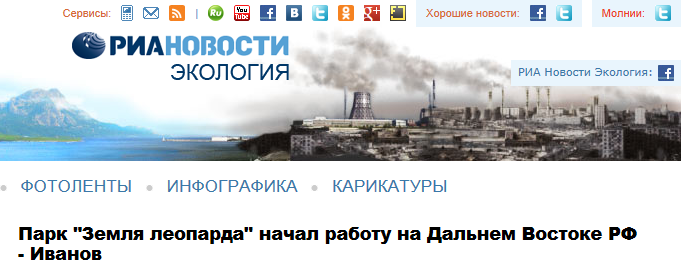 Сервисы: Хорошие новости: Молнии:
РИАНОВОСТИ
ЭКОЛОГИЯ
РИА Новости Экология:
ФОТОЛЕНТЫ ИНФОГРАФИКА КАРИКАТУРЫ
Парк "Земля леопарда" начал работу на Дальнем Востоке РФ
- Иванов